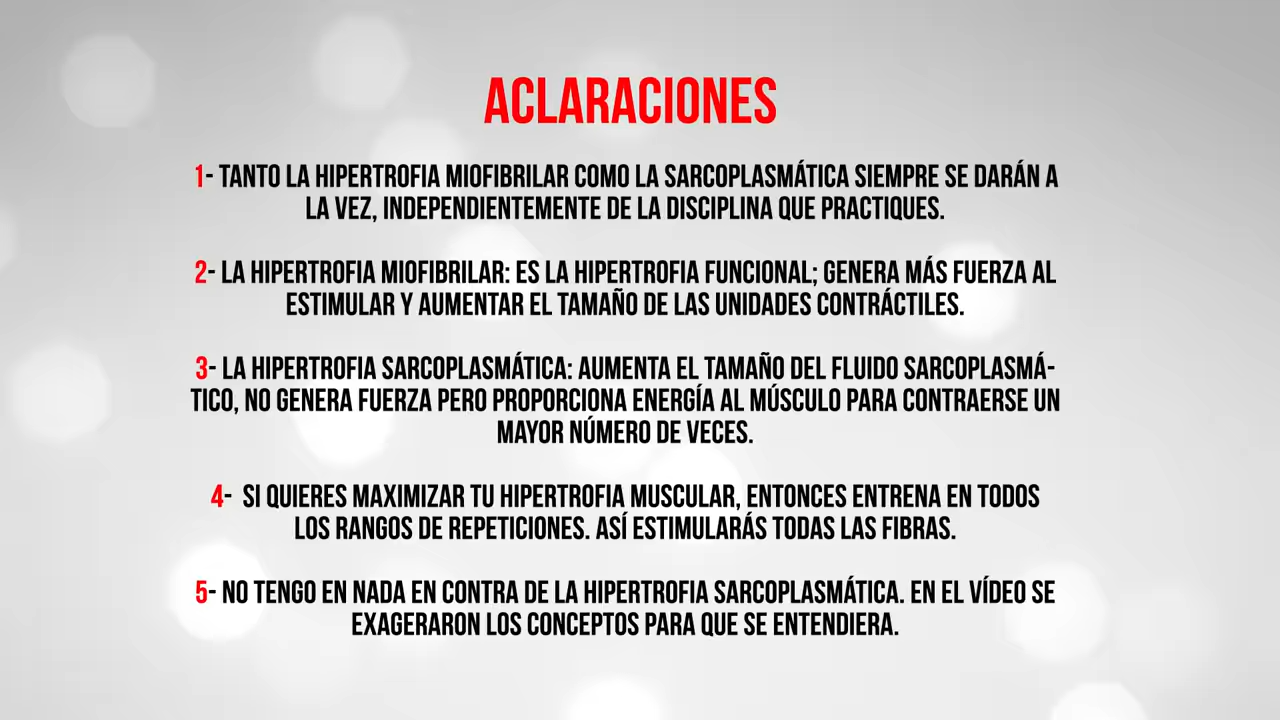 ACLARACIONES
1- TANTO LA HIPERTROFIA MIOFIBRILAR COMO LA SARCOPLASMÁTICA SIEMPRE SE DARÁN A
LA VEZ, INDEPENDIENTEMENTE DE LA DISCIPLINA QUE PRACTIQUES.
2- LA HIPERTROFIA MIOFIBRILAR: ES LA HIPERTROFIA FUNCIONAL; GENERA MÁS FUERZA AL
ESTIMULAR Y AUMENTAR EL TAMAÑO DE LAS UNIDADES CONTRÁCTILES.
3- LA HIPERTROFIA SARCOPLASMÁTICA: AUMENTA EL TAMAÑO DEL FLUIDO SARCOPLASMÁ-
TICO, NO GENERA FUERZA PERO PROPORCIONA ENERGÍA AL MÚSCULO PARA CONTRAERSE UN
MAYOR NÚMERO DE VECES.
4- SI QUIERES MAXIMIZAR TU HIPERTROFIA MUSCULAR, ENTONCES ENTRENA EN TODOS
LOS RANGOS DE REPETICIONES. ASÍ ESTIMULARÁS TODAS LAS FIBRAS.
5- NO TENGO EN NADA EN CONTRA DE LA HIPERTROFIA SARCOPLASMÁTICA. EN EL VÍDEO SE
EXAGERARON LOS CONCEPTOS PARA QUE SE ENTENDIERA.